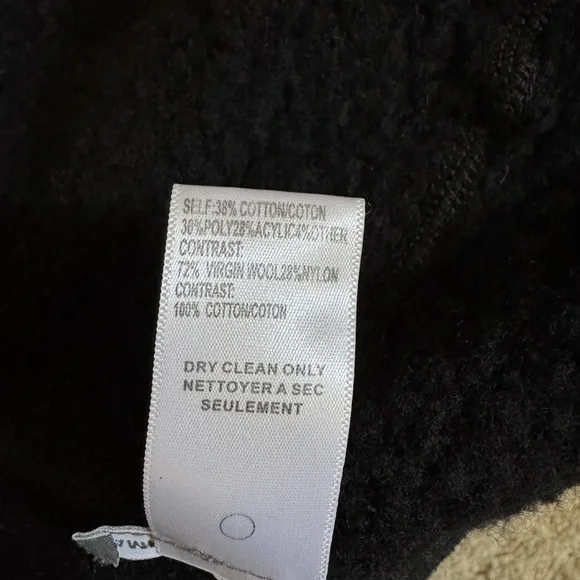 SELF:38% COTTON/COTON
30%POLY28%ACYLIC4%OTHER
CONTRAST:
72% VIRGIN WOOL28%NYLON
CONTRAST:
100% COTTON/COTON
DRY CLEAN ONLY
NETTOYER A SEC
SEULEMENT